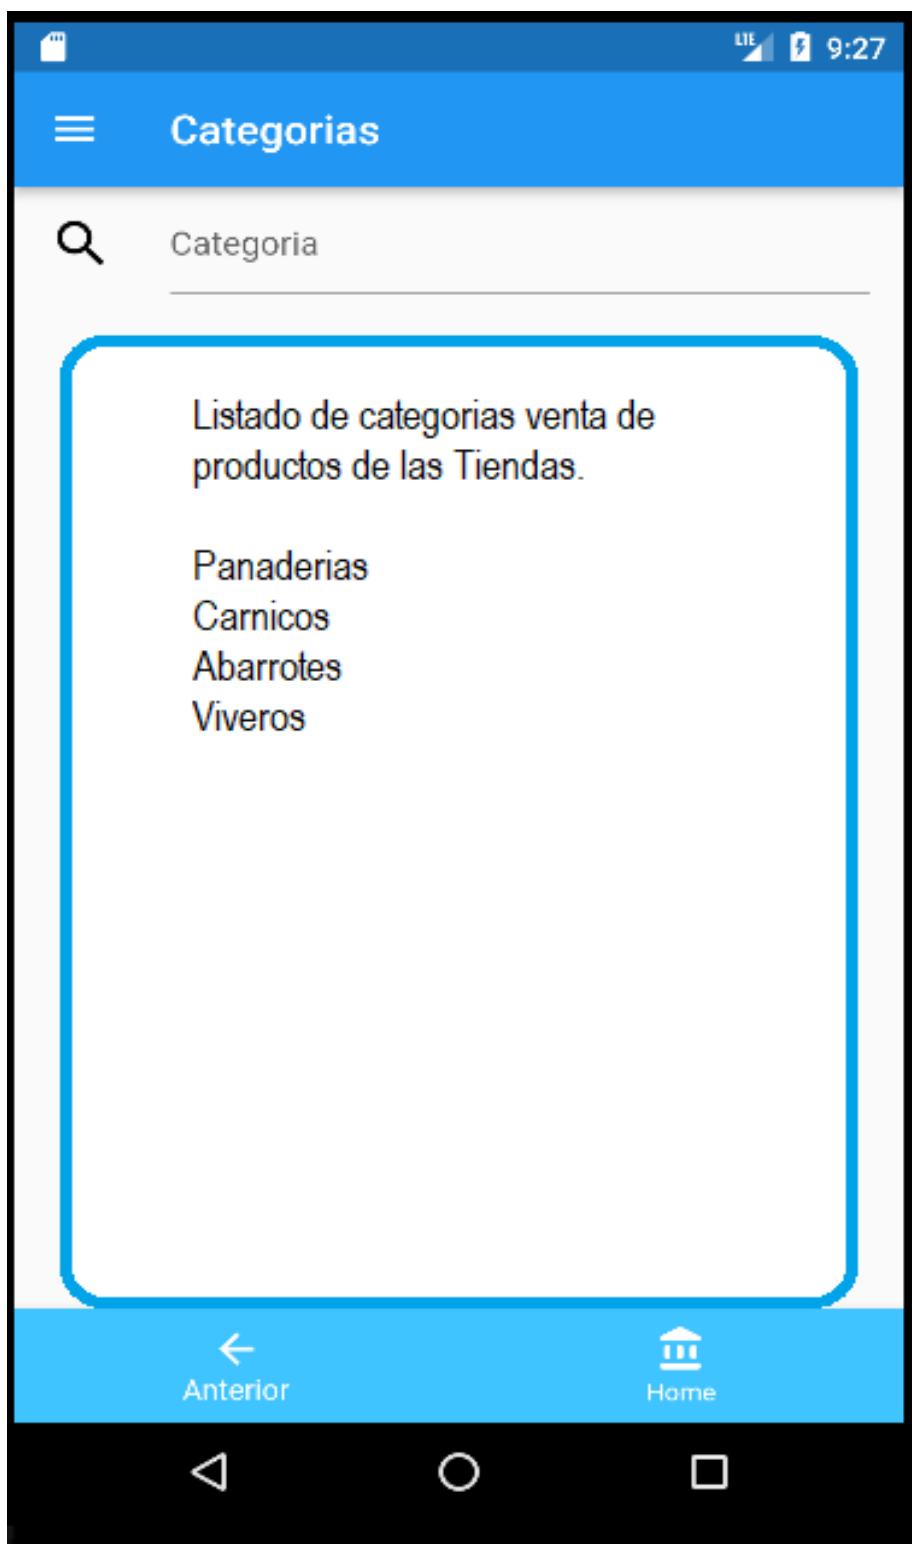 LTE 9:27
Categorias
Categoria
Listado de categorias venta de
productos de las Tiendas.
Panaderias
Carnicos
Abarrotes
Viveros
Anterior
Home